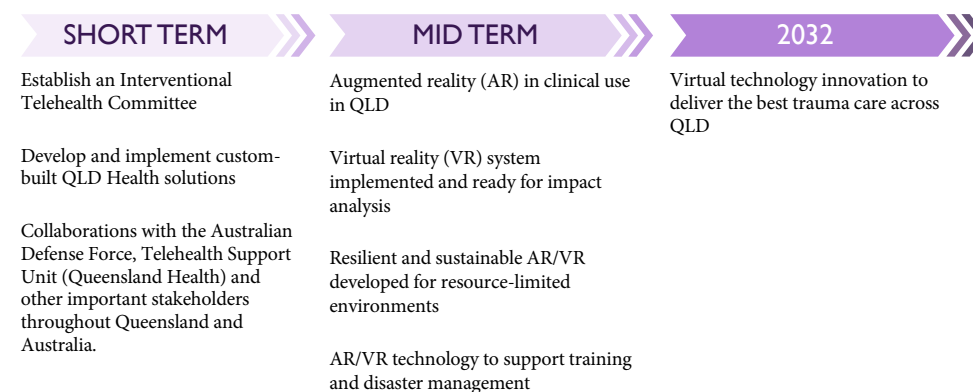 SHORT TERM
Establish an Interventional
Telehealth Committee
Develop and implement custom-
built QLD Health solutions
Collaborations with the Australian
Defense Force, Telehealth Support
Unit (Queensland Health) and
other important stakeholders
throughout Queensland and
Australia.
MID TERM
Augmented reality (AR) in clinical use
in QLD
Virtual reality (VR) system
implemented and ready for impact
analysis
Resilient and sustainable AR/VR
developed for resource-limited
environments
AR/VR technology to support training
and disaster management
2032
Virtual technology innovation to
deliver the best trauma care across
QLD